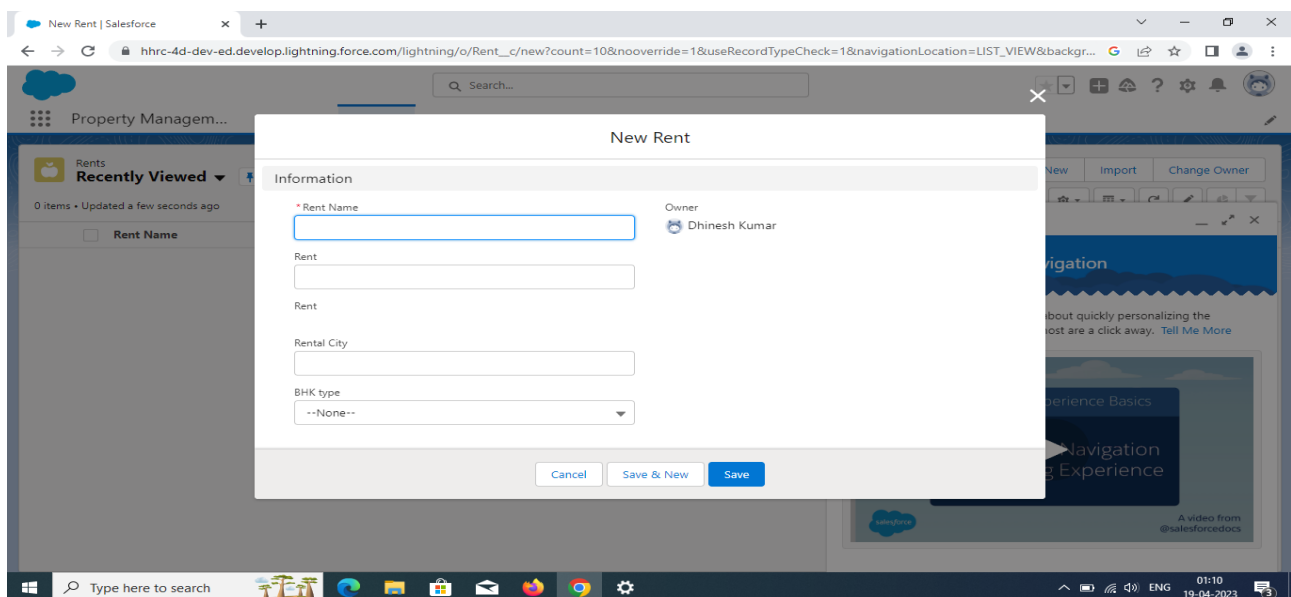 New Rent | Salesforce
hhrc-4d-dev-ed.develop.lightning.force.com/lightning/o/Rent__c/new?count=10&nooverride=1&useRecordTypeCheck=1&navigationLocation=LIST_VIEW&backgr...
Search...
Property Managem...
New Rent
Rents
Recently Viewed
New Import Change Owner
Information
0 items • Updated a few seconds ago
* Rent Name
Owner
Dhinesh Kumar
Rent Name
Rent
vigation
Rent
about quickly personalizing the
ost are a click away. Tell Me More
Rental City
BHK type
--None--
perience Basics
Navigation
g Experience
Cancel Save & New Save
salesforce
A video from
@salesforcedocs
Type here to search
ENG
01:10
19-04-2023